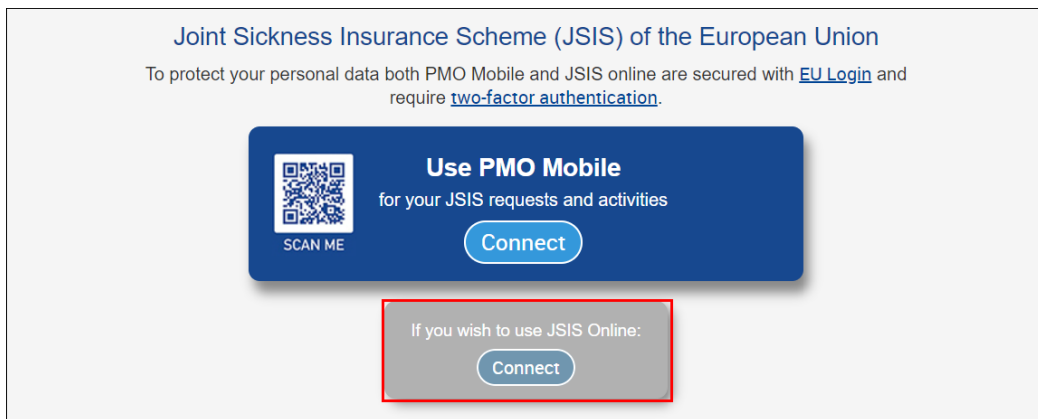 Joint Sickness Insurance Scheme (JSIS) of the European Union
To protect your personal data both PMO Mobile and JSIS online are secured with EU Login and
require two-factor authentication.
Use PMO Mobile
for your JSIS requests and activities
SCAN ME
Connect
If you wish to use JSIS Online:
Connect